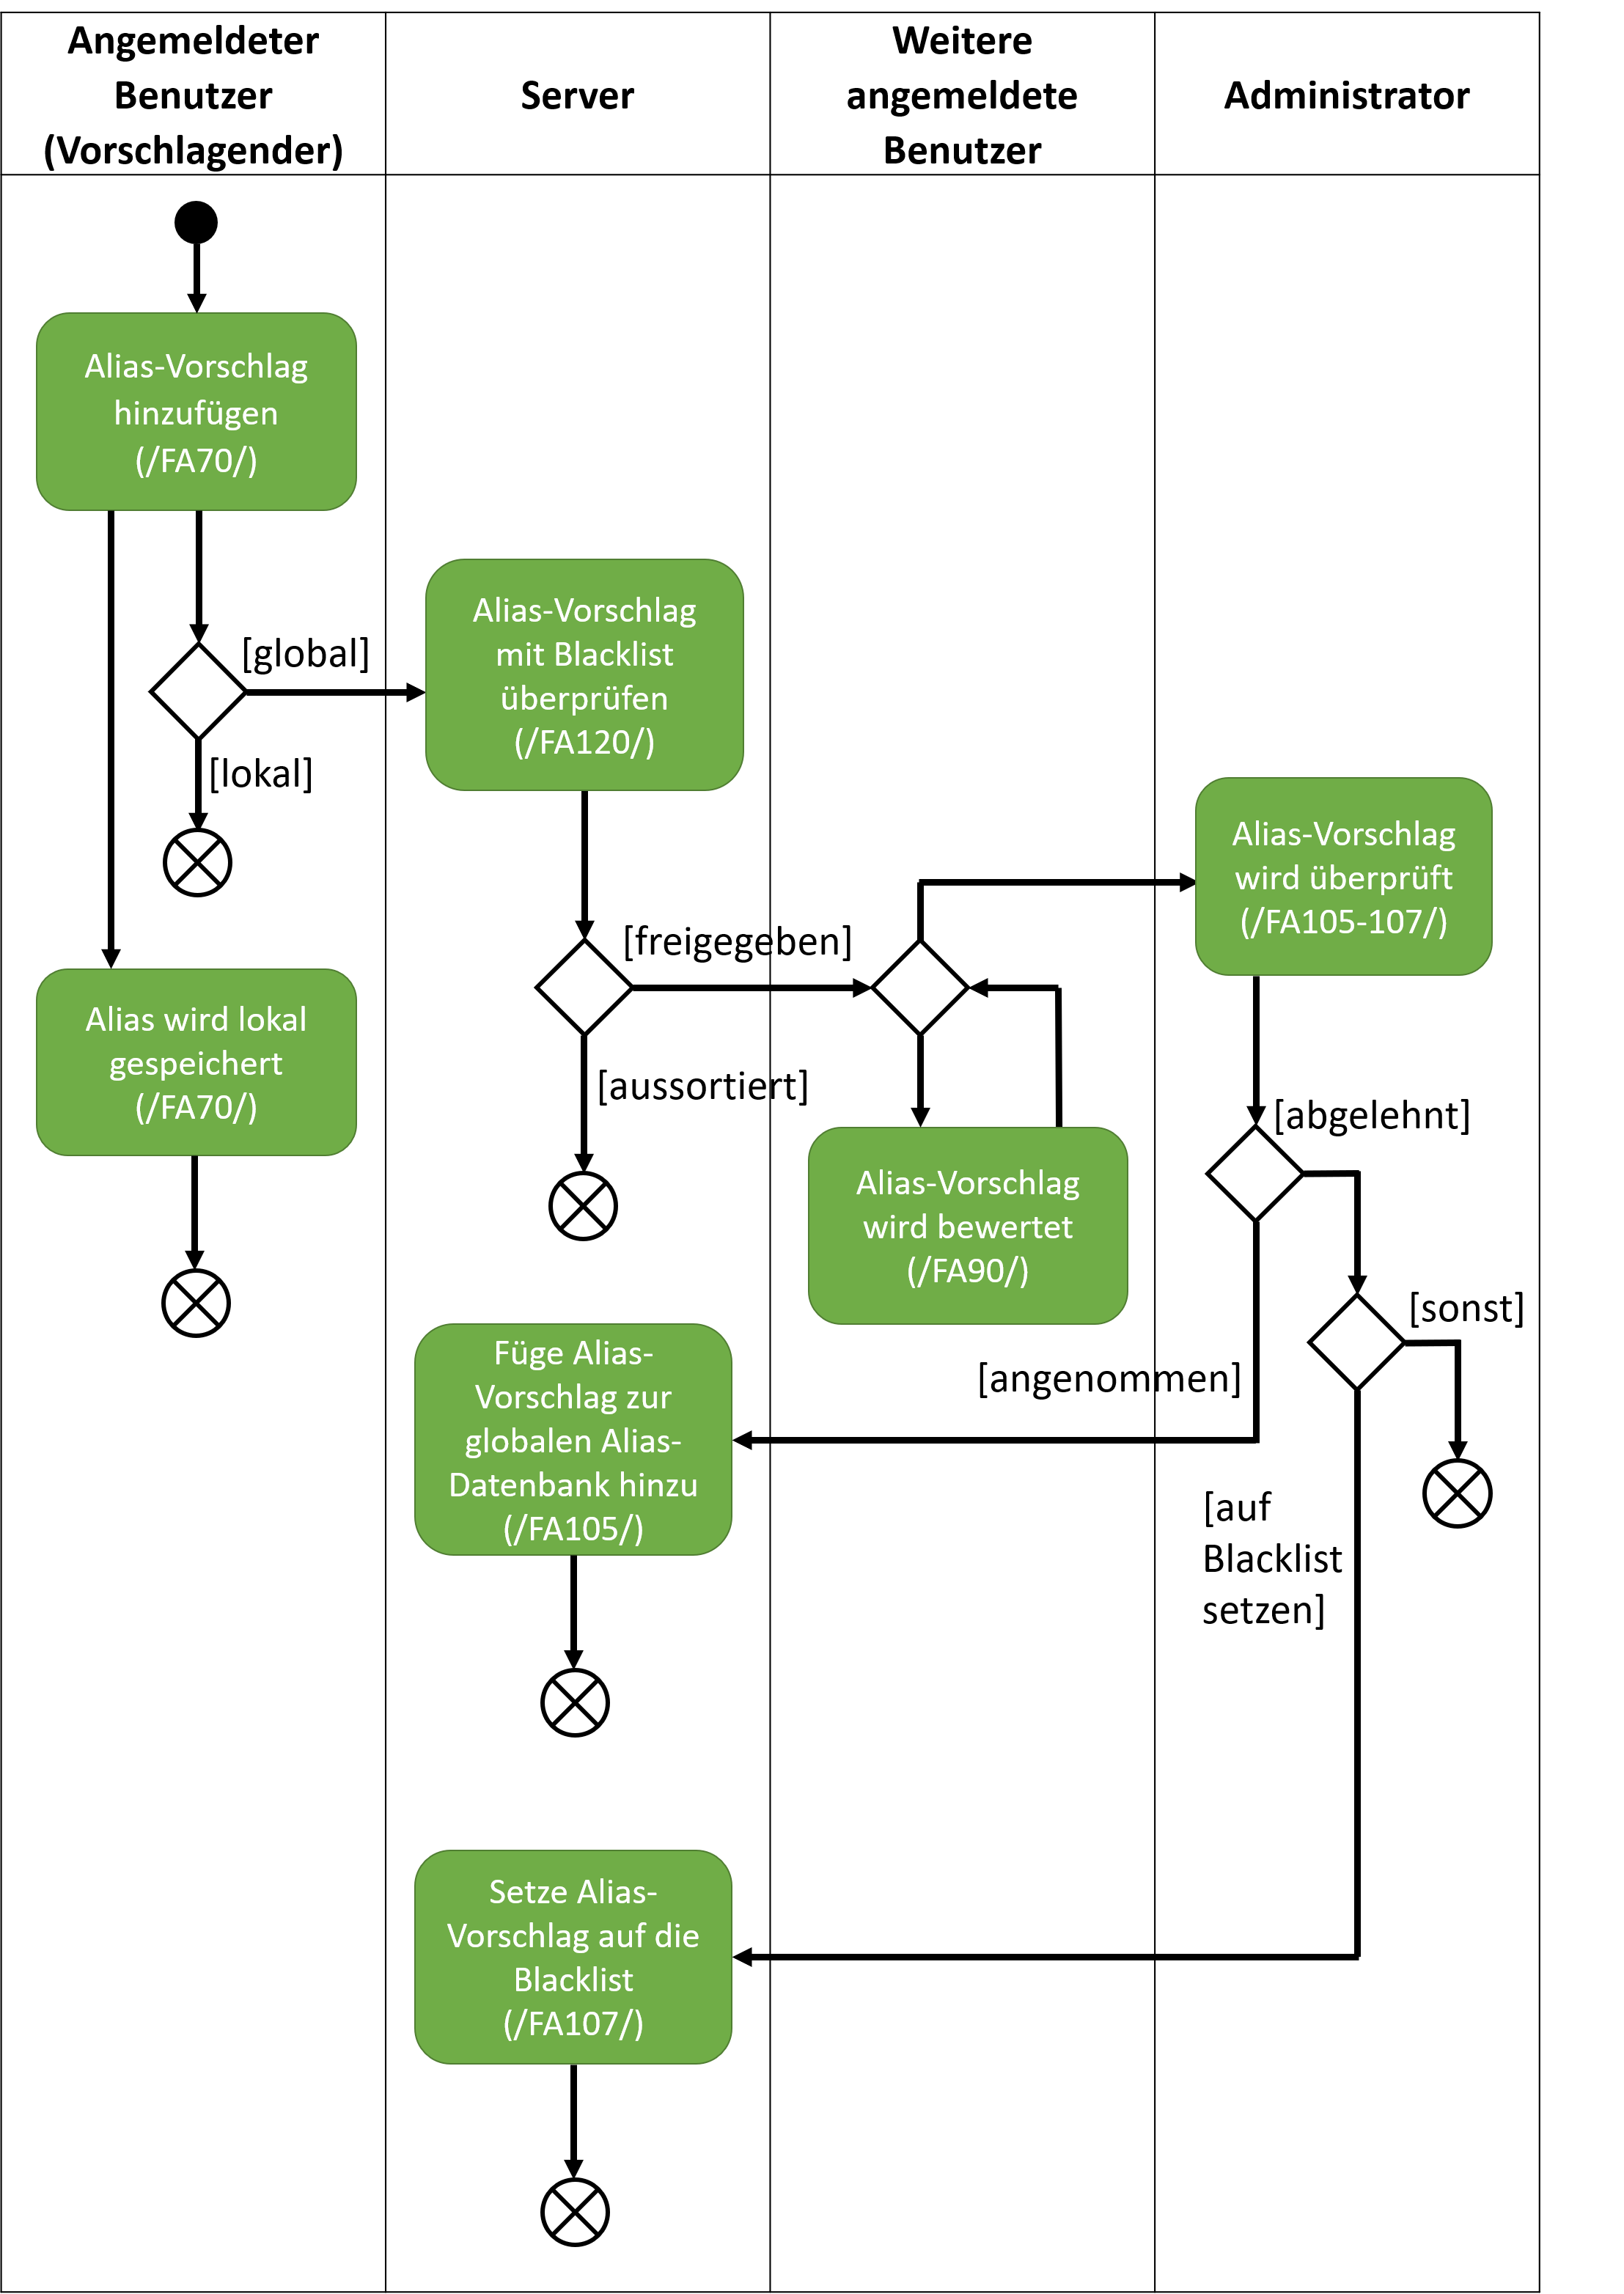 Angemeldeter
Benutzer
(Vorschlagender)
Server
Weitere
angemeldete
Benutzer
Administrator
Alias-Vorschlag
hinzufügen
(/FA70/)
[global]
[lokal]
Alias wird lokal
gespeichert
(/FA70/)
Alias-Vorschlag
mit Blacklist
überprüfen
(/FA120/)
[freigegeben]
[aussortiert]
Alias-Vorschlag
wird bewertet
(/FA90/)
Alias-Vorschlag
wird überprüft
(/FA105-107/)
[abgelehnt]
[sonst]
[angenommen]
Füge Alias-
Vorschlag zur
globalen Alias-
Datenbank hinzu
(/FA105/)
[auf
Blacklist
setzen]
Setze Alias-
Vorschlag auf die
Blacklist
(/FA107/)